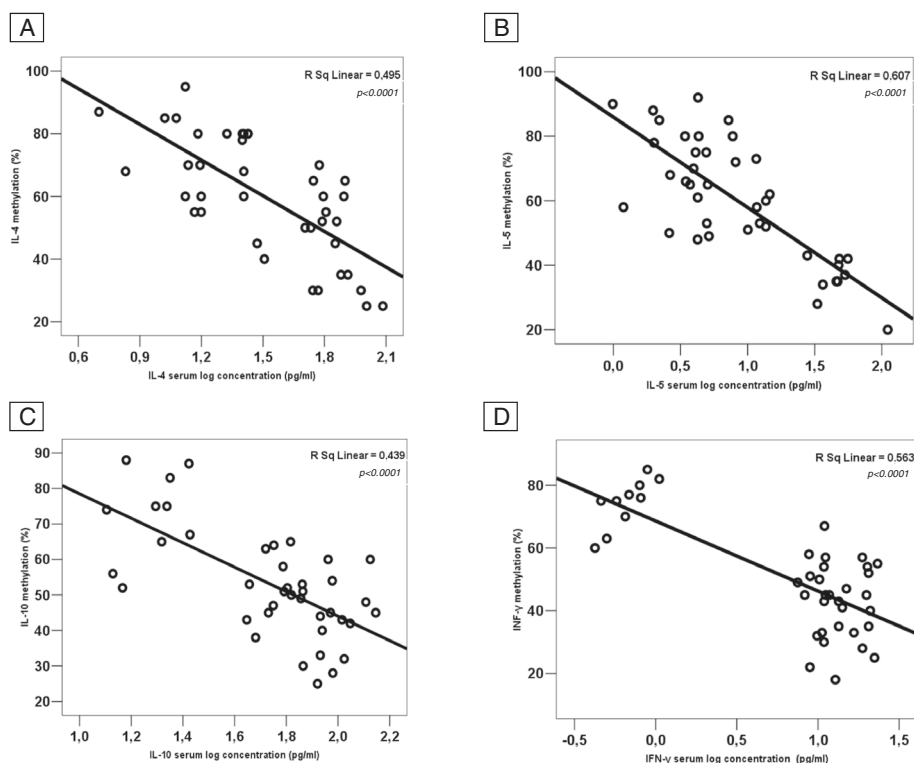 A
R Sq Linear = 0,495
p<0.0001
IL-4 methylation (%)
100
80
60
40
20
0,6 0,9 1,2 1,5 1,8 2,1
IL-4 serum log concentration (pg/ml)
B
R Sq Linear = 0,607
p<0.0001
IL-5 methylation (%)
100
80
60
40
20
0,0 0,5 1,0 1,5 2,0
IL-5 serum log concentration (pg/ml)
C
R Sq Linear = 0,439
p<0.0001
IL-10 methylation (%)
90
80
70
60
50
40
30
20
1,0 1,2 1,4 1,6 1,8 2,0 2,2
IL-10 serum log concentration (pg/ml)
D
R Sq Linear = 0,563
p<0.0001
INF-γ methylation (%)
80
60
40
20
-0,5 0,0 0,5 1,0 1,5
IFN-γ serum log concentration (pg/ml)